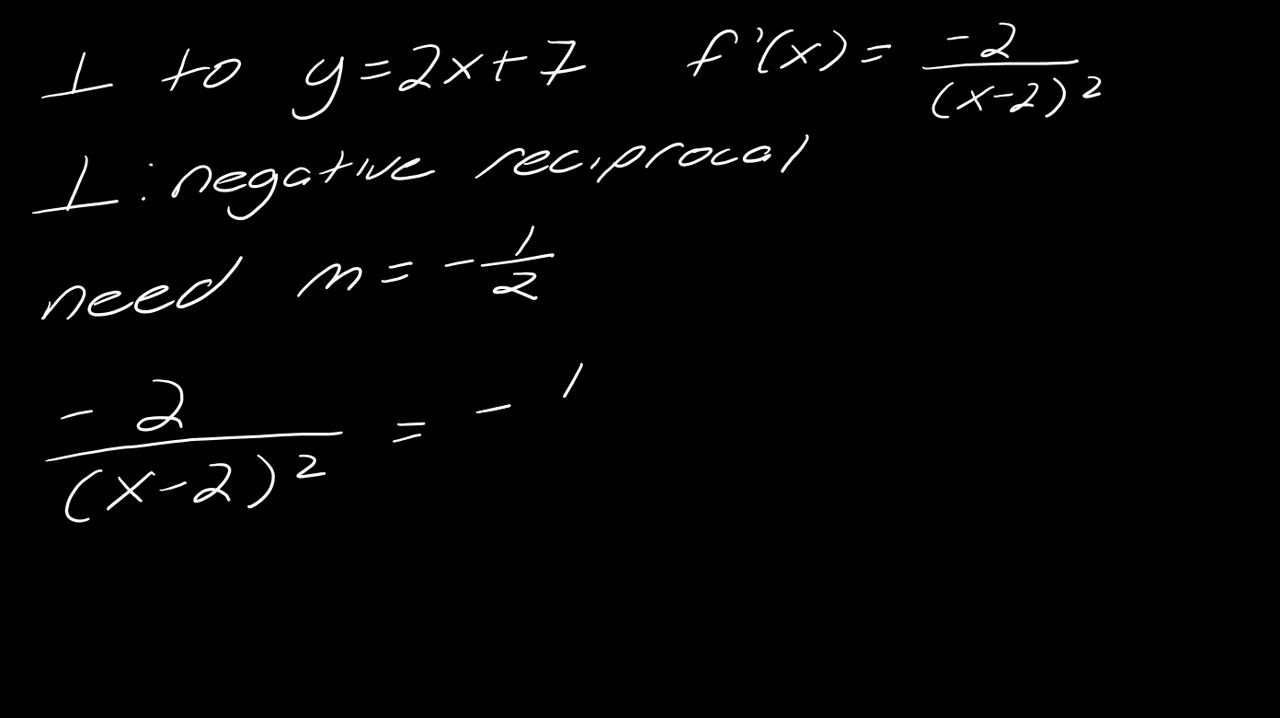 ⊥ to y=2x+7 f'(x) = -2/(x-2)²
⊥ : negative reciprocal
need m = -1/2
-2/(x-2)² = - 1